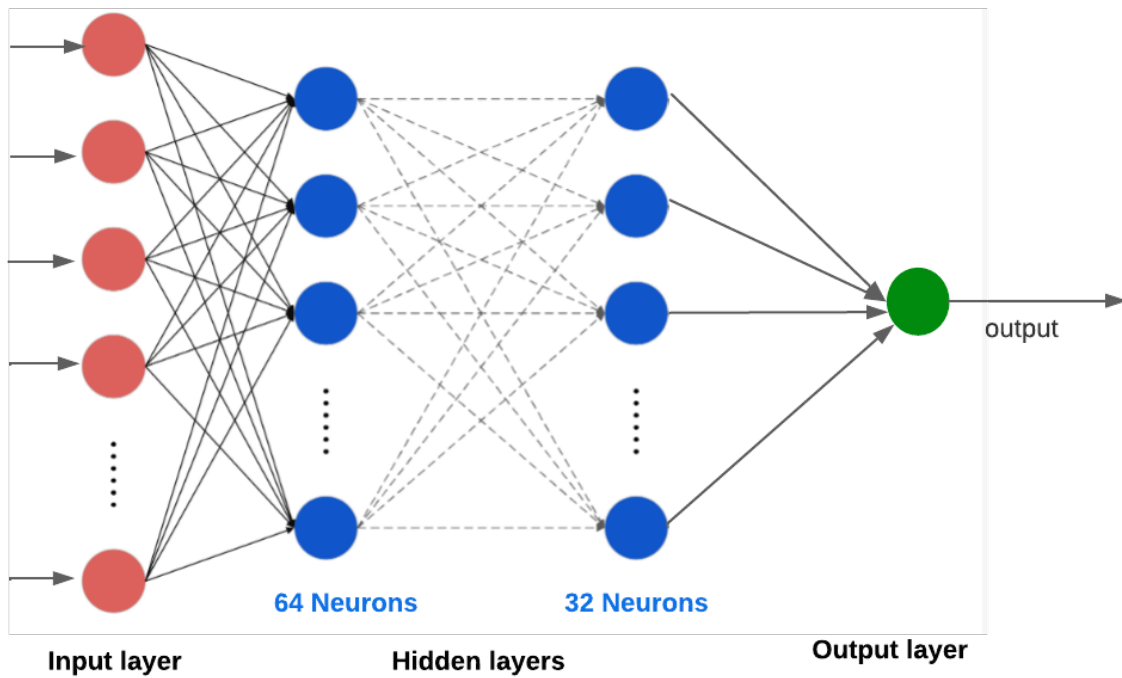 output
64 Neurons
32 Neurons
Input layer
Hidden layers
Output layer